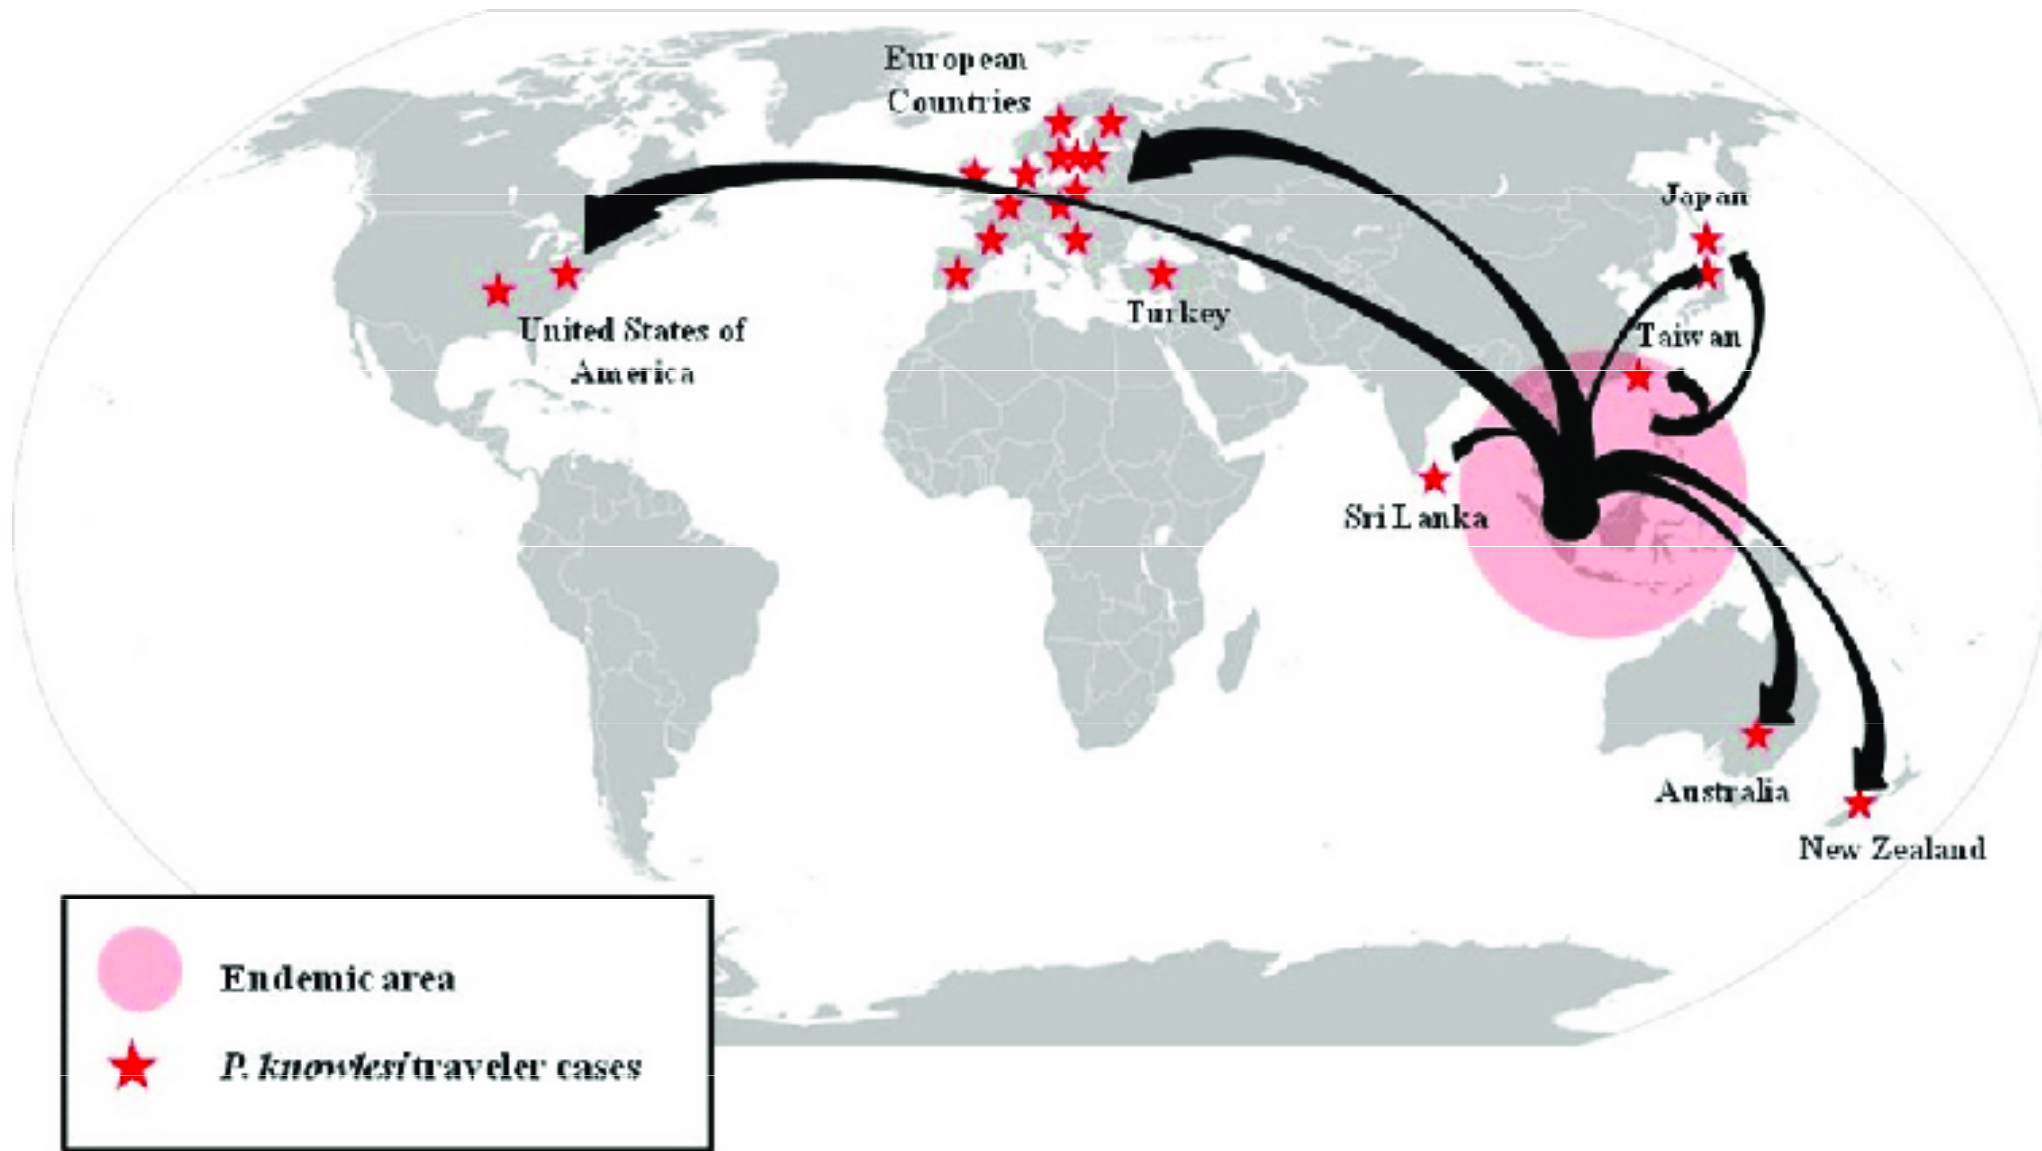 European
Countries
Japan
Turkey
Taiwan
United States of
America
Sri Lanka
Australia
New Zealand
Endemic area
P. knowlesi traveler cases